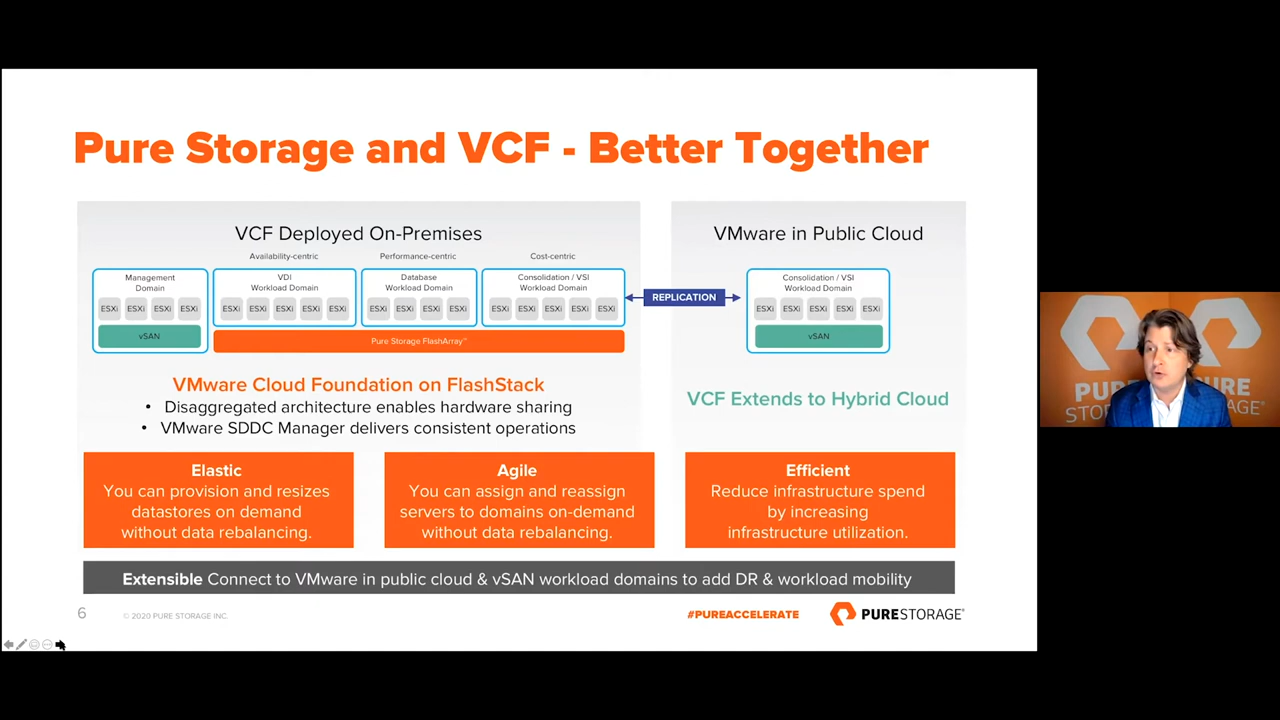 Pure Storage and VCF - Better Together
VCF Deployed On-Premises
Availability-centric
Performance-centric
Cost-centric
Management
Domain
ESXi ESXi ESXi ESXi
vSAN
VDI
Workload Domain
ESXi ESXi ESXi ESXi ESXi
Database
Workload Domain
ESXi ESXi ESXi ESXi
Consolidation / VSI
Workload Domain
ESXi ESXi ESXi ESXi ESXi
Pure Storage FlashArray™
REPLICATION
VMware in Public Cloud
Consolidation / VSI
Workload Domain
ESXi ESXi ESXi ESXi ESXi
vSAN
VMware Cloud Foundation on FlashStack
• Disaggregated architecture enables hardware sharing
• VMware SDDC Manager delivers consistent operations
VCF Extends to Hybrid Cloud
Elastic
You can provision and resizes
datastores on demand
without data rebalancing.
Agile
You can assign and reassign
servers to domains on-demand
without data rebalancing.
Efficient
Reduce infrastructure spend
by increasing
infrastructure utilization.
Extensible Connect to VMware in public cloud & vSAN workload domains to add DR & workload mobility
6
© 2020 PURE STORAGE INC.
#PUREACCELERATE
PURESTORAGE®